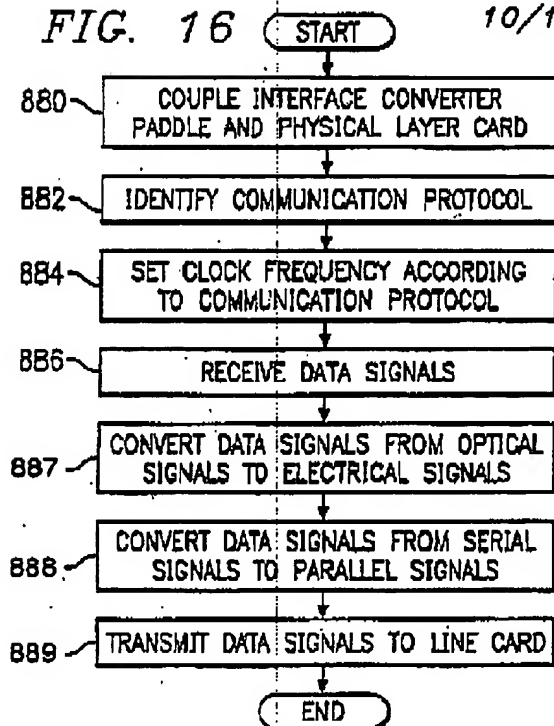 FIG. 16
10/1
START
880
COUPLE INTERFACE CONVERTER
PADDLE AND PHYSICAL LAYER CARD
882
IDENTIFY COMMUNICATION PROTOCOL
884
SET CLOCK FREQUENCY ACCORDING
TO COMMUNICATION PROTOCOL
886
RECEIVE DATA SIGNALS
887
CONVERT DATA SIGNALS FROM OPTICAL
SIGNALS TO ELECTRICAL SIGNALS
888
CONVERT DATA SIGNALS FROM SERIAL
SIGNALS TO PARALLEL SIGNALS
889
TRANSMIT DATA SIGNALS TO LINE CARD
END